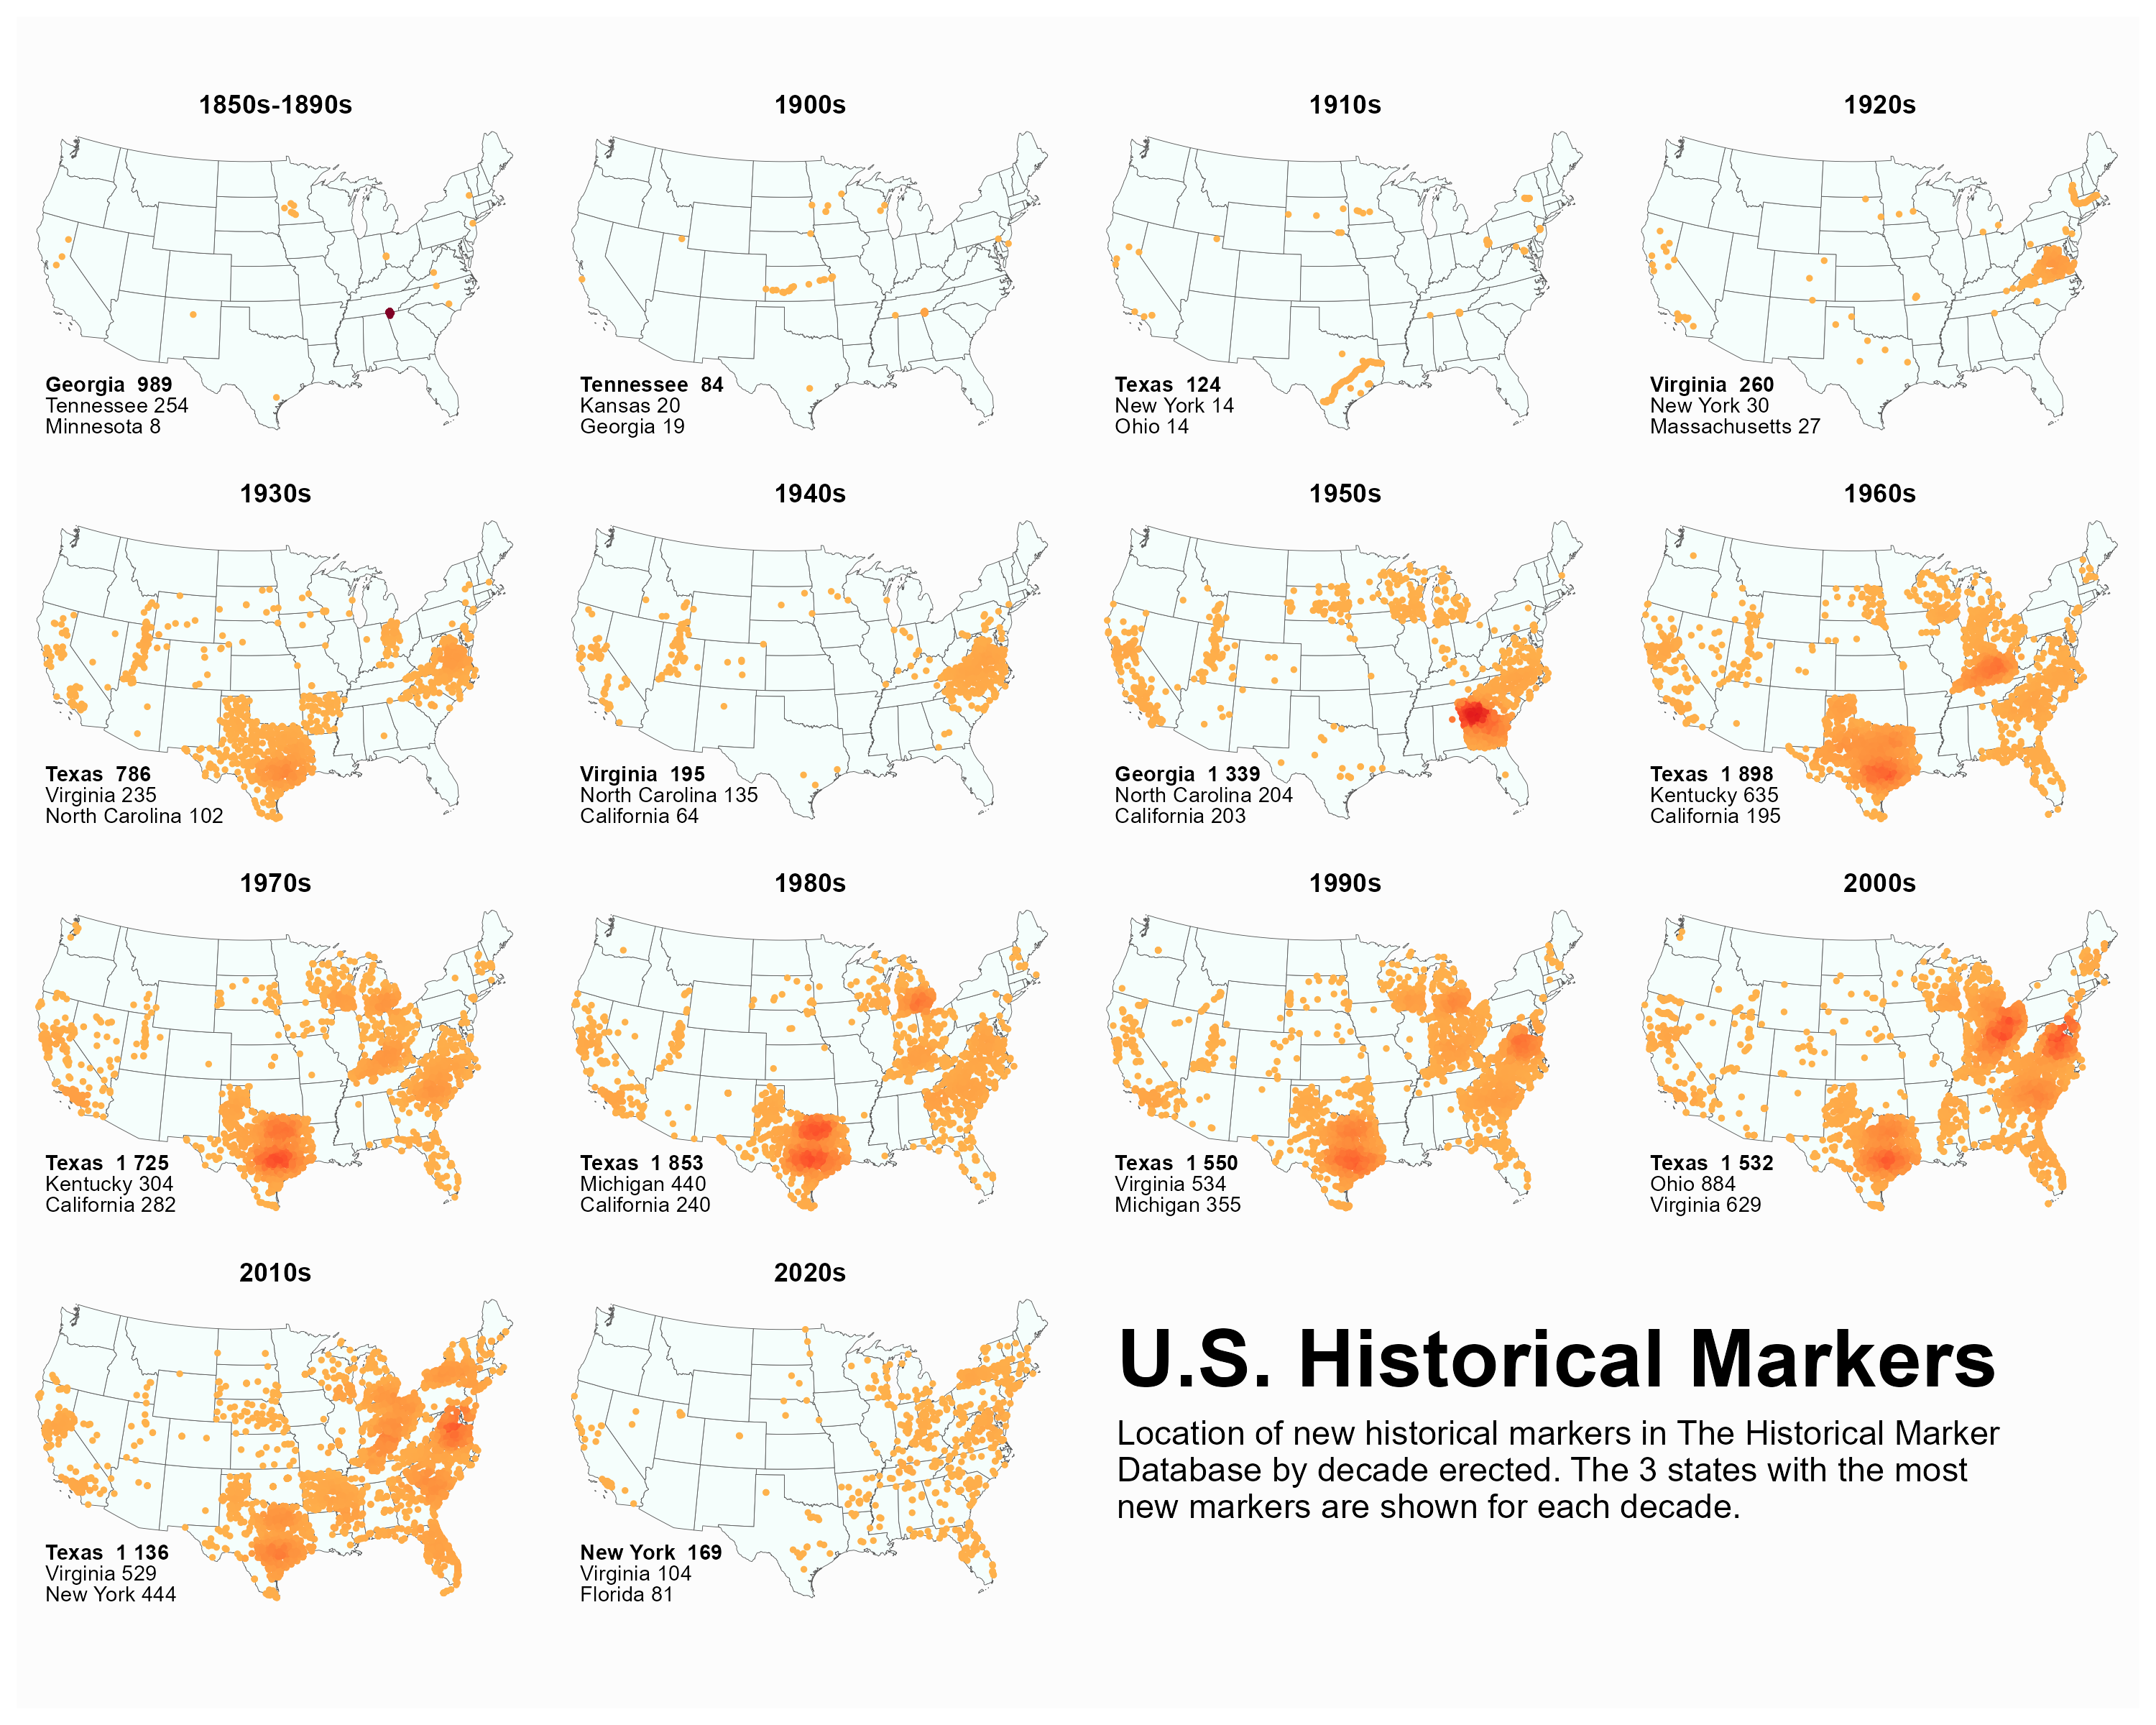 1850s-1890s
Georgia 989
Tennessee 254
Minnesota 8
1900s
Tennessee 84
Kansas 20
Georgia 19
1910s
Texas 124
New York 14
Ohio 14
1920s
Virginia 260
New York 30
Massachusetts 27
1930s
Texas 786
Virginia 235
North Carolina 102
1940s
Virginia 195
North Carolina 135
California 64
1950s
Georgia 1 339
North Carolina 204
California 203
1960s
Texas 1 898
Kentucky 635
California 195
1970s
Texas 1 725
Kentucky 304
California 282
1980s
Texas 1 853
Michigan 440
California 240
1990s
Texas 1 550
Virginia 534
Michigan 355
2000s
Texas 1 532
Ohio 884
Virginia 629
2010s
Texas 1 136
Virginia 529
New York 444
2020s
New York 169
Virginia 104
Florida 81
U.S. Historical Markers
Location of new historical markers in The Historical Marker
Database by decade erected. The 3 states with the most
new markers are shown for each decade.